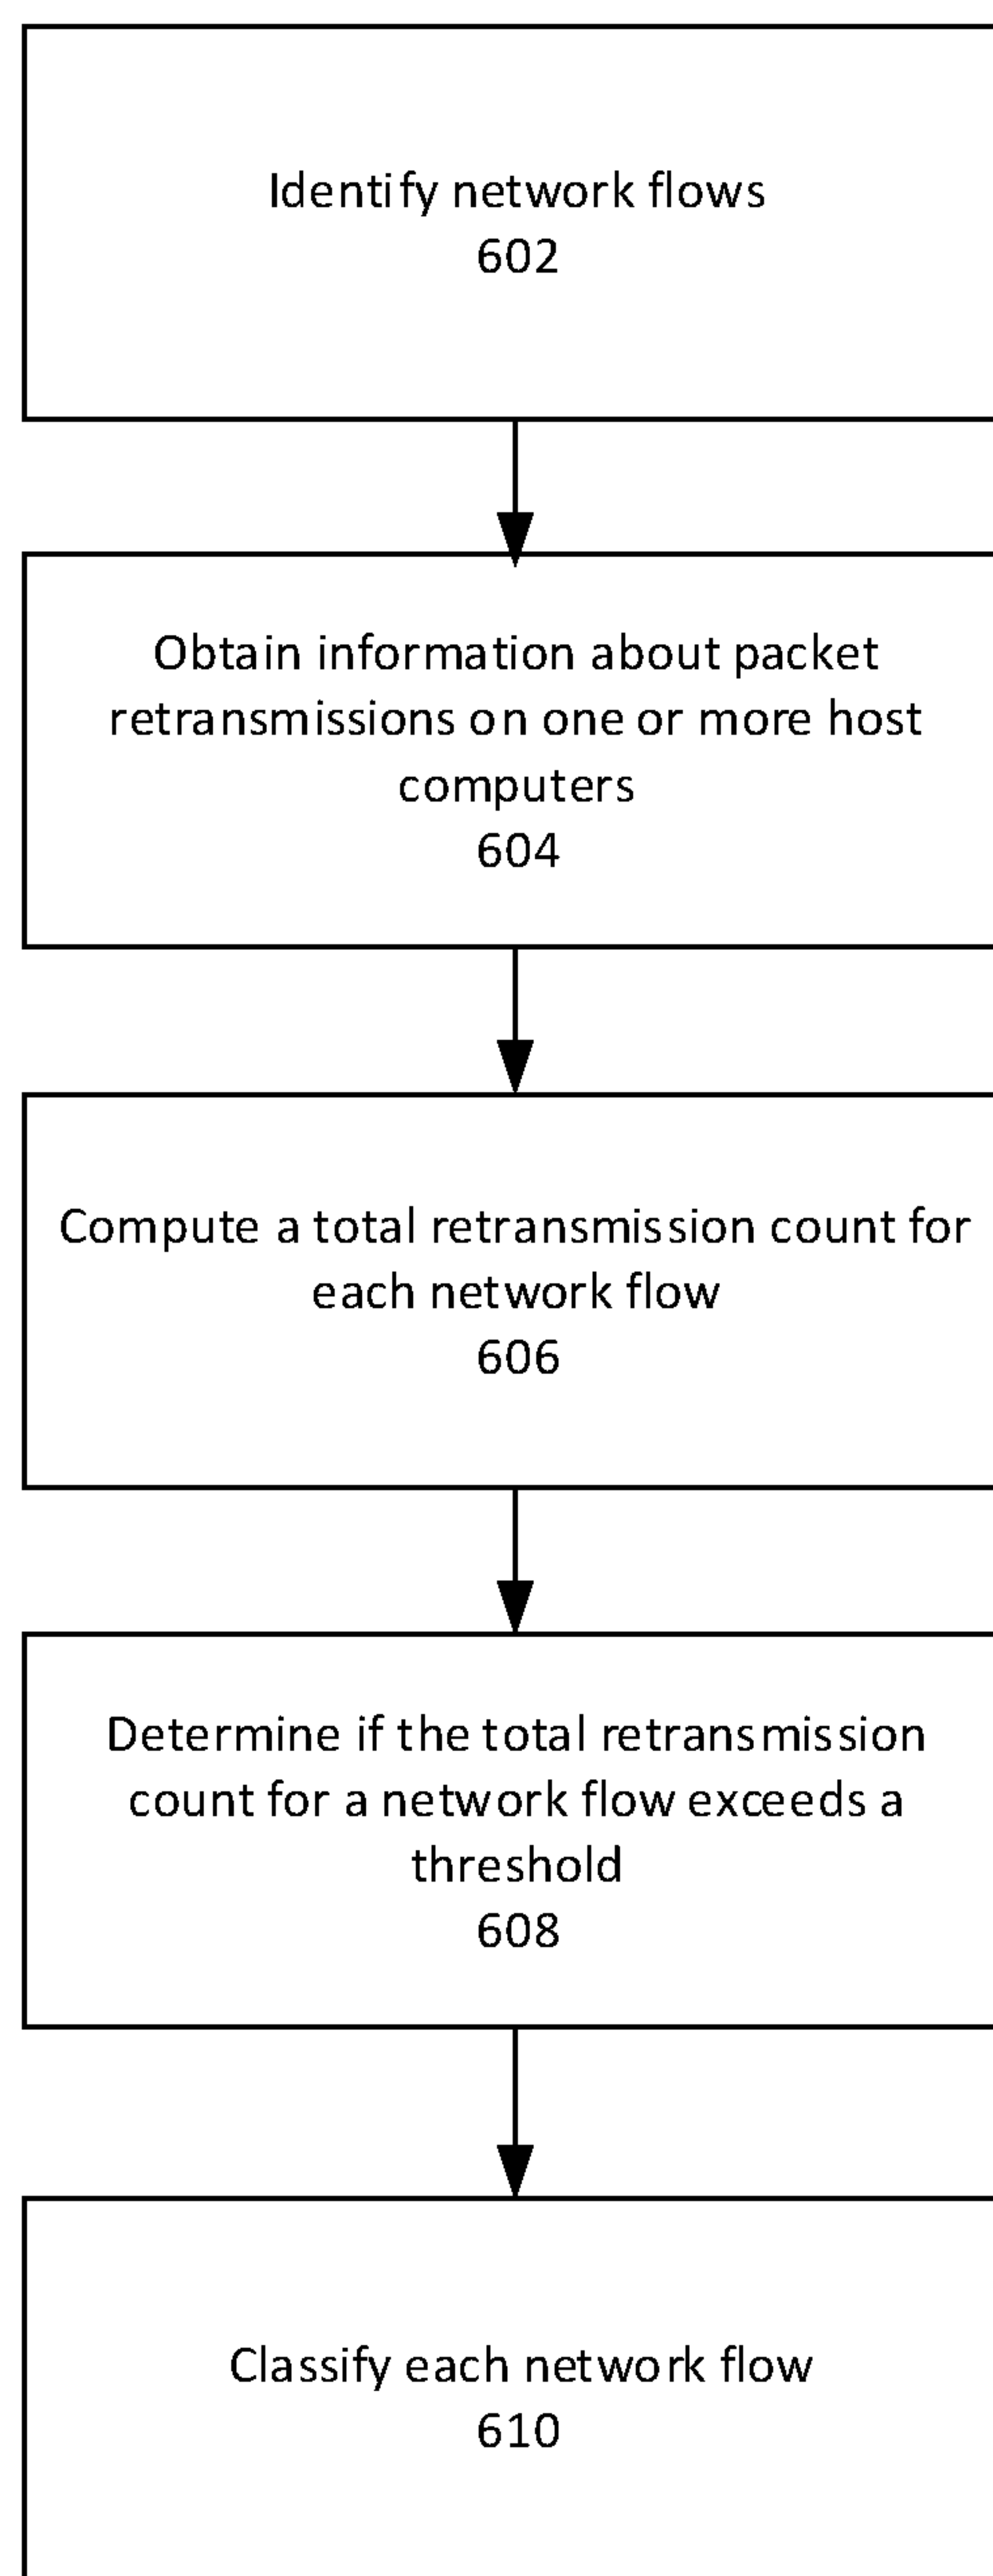 Identify network flows
602
Obtain information about packet
retransmissions on one or more host
computers
604
Compute a total retransmission count for
each network flow
606
Determine if the total retransmission
count for a network flow exceeds a
threshold
608
Classify each network flow
610